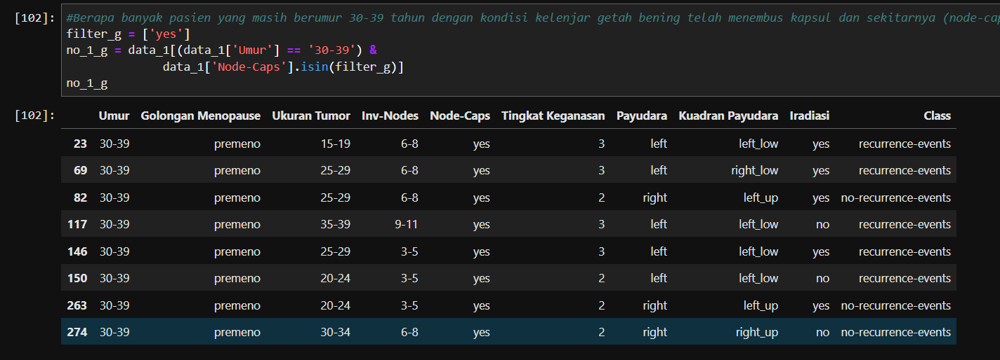 [102]: #Berapa banyak pasien yang masih berumur 30-39 tahun dengan kondisi kelenjar getah bening telah menembus kapsul dan sekitarnya (node-cap
filter_g = ['yes']
no_1_g = data_1[(data_1['Umur'] == '30-39') &
data_1['Node-Caps'].isin(filter_g)]
no_1_g
[102]: Umur Golongan Menopause Ukuran Tumor Inv-Nodes Node-Caps Tingkat Keganasan Payudara Kuadran Payudara Iradiasi Class
23 30-39 premeno 15-19 6-8 yes 3 left left_low yes recurrence-events
69 30-39 premeno 25-29 6-8 yes 3 left right_low yes recurrence-events
82 30-39 premeno 25-29 6-8 yes 2 right left_up yes no-recurrence-events
117 30-39 premeno 35-39 9-11 yes 3 left left_low no recurrence-events
146 30-39 premeno 25-29 3-5 yes 3 left left_low yes recurrence-events
150 30-39 premeno 20-24 3-5 yes 2 left left_low no recurrence-events
263 30-39 premeno 20-24 3-5 yes 2 right left_up yes no-recurrence-events
274 30-39 premeno 30-34 6-8 yes 2 right right_up no no-recurrence-events